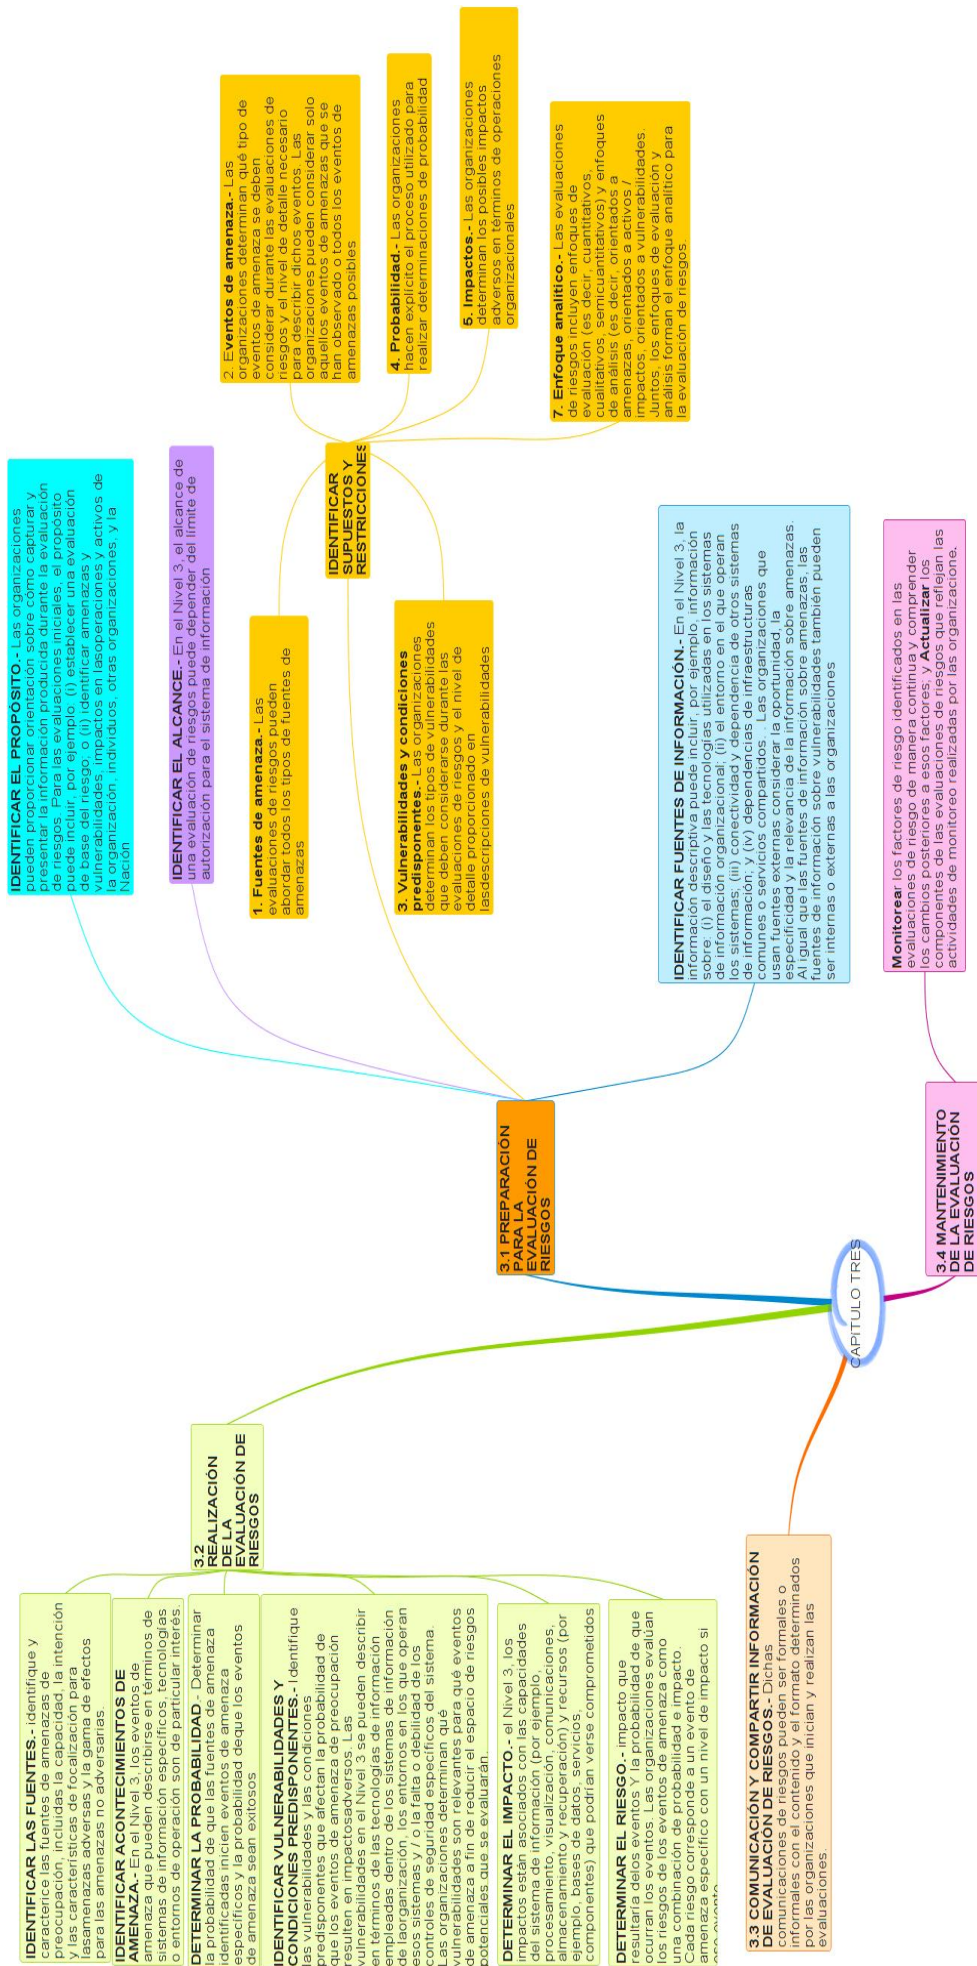 CAPÍTULO TRES
3.1 PREPARACIÓN
PARA LA
EVALUACIÓN DE
RIESGOS
IDENTIFICAR EL PROPÓSITO.- Las organizaciones
pueden proporcionar orientación sobre cómo capturar y
presentar la información producida durante la evaluación
de riesgos. Para las evaluaciones iniciales, el propósito
puede incluir, por ejemplo: (i) establecer una evaluación
de base del riesgo; o (ii) identificar amenazas y
vulnerabilidades, impactos en lasoperaciones y activos de
la organización, individuos, otras organizaciones, y la
Nación
IDENTIFICAR EL ALCANCE.- En el Nivel 3, el alcance de
una evaluación de riesgos puede depender del límite de
autorización para el sistema de información
IDENTIFICAR
SUPUESTOS Y
RESTRICCIONES
1. Fuentes de amenaza.- Las
evaluaciones de riesgos pueden
abordar todos los tipos de fuentes de
amenazas
2. Eventos de amenaza.- Las
organizaciones determinan qué tipo de
eventos de amenaza se deben
considerar durante las evaluaciones de
riesgos y el nivel de detalle necesario
para describir dichos eventos. Las
organizaciones pueden considerar solo
aquellos eventos de amenazas que se
han observado o todos los eventos de
amenazas posibles
3. Vulnerabilidades y condiciones
predisponentes.- Las organizaciones
determinan los tipos de vulnerabilidades
que deben considerarse durante las
evaluaciones de riesgos y el nivel de
detalle proporcionado en
lasdescripciones de vulnerabilidades
4. Probabilidad.- Las organizaciones
hacen explícito el proceso utilizado para
realizar determinaciones de probabilidad
5. Impactos.- Las organizaciones
determinan los posibles impactos
adversos en términos de operaciones
organizacionales
7. Enfoque analítico.- Las evaluaciones
de riesgos incluyen enfoques de
evaluación (es decir, cuantitativos,
cualitativos, semicuantitativos) y enfoques
de análisis (es decir, orientados a
amenazas, orientados a activos /
impactos, orientados a vulnerabilidades.
Juntos, los enfoques de evaluación y
análisis forman el enfoque analítico para
la evaluación de riesgos
IDENTIFICAR FUENTES DE INFORMACIÓN.- En el Nivel 3, la
información descriptiva puede incluir, por ejemplo, información
sobre: (i) el diseño y las tecnologías utilizadas en los sistemas
de información organizacional; (ii) el entorno en el que operan
los sistemas; (iii) conectividad y dependencia de otros sistemas
de información; y (iv) dependencias de infraestructuras
comunes o servicios compartidos. . Las organizaciones que
usan fuentes externas considerar la oportunidad, la
especificidad y la relevancia de la información sobre amenazas.
Al igual que las fuentes de información sobre amenazas, las
fuentes de información sobre vulnerabilidades también pueden
ser internas o externas a las organizaciones
3.2
REALIZACIÓN
DE LA
EVALUACIÓN DE
RIESGOS
IDENTIFICAR LAS FUENTES.- identifique y
caracterice las fuentes de amenazas de
preocupación, incluidas la capacidad, la intención
y las características de focalización para
lasamenazas adversas y la gama de efectos
para las amenazas no adversarias.
IDENTIFICAR ACONTECIMIENTOS DE
AMENAZA.- En el Nivel 3, los eventos de
amenaza que pueden describirse en términos de
sistemas de información específicos, tecnologías
o entornos de operación son de particular interés.
DETERMINAR LA PROBABILIDAD.- Determinar
la probabilidad de que las fuentes de amenaza
identificadas inicien eventos de amenaza
específicos y la probabilidad deque los eventos
de amenaza sean exitosos
IDENTIFICAR VULNERABILIDADES Y
CONDICIONES PREDISPONENTES.- Identifique
las vulnerabilidades y las condiciones
predisponentes que afectan la probabilidad de
que los eventos de amenaza de preocupación
resulten en impactosadversos. Las
vulnerabilidades en el Nivel 3 se pueden describir
en términos de las tecnologías de información
empleadas dentro de los sistemas de información
de laorganización, los entornos en los que operan
esos sistemas y / o la falta o debilidad de los
controles de seguridad específicos del sistema.
Las organizaciones determinan qué
vulnerabilidades son relevantes para qué eventos
de amenaza a fin de reducir el espacio de riesgos
potenciales que se evaluarán.
DETERMINAR EL IMPACTO.- el Nivel 3, los
impactos están asociados con las capacidades
del sistema de información (por ejemplo,
procesamiento, visualización, comunicaciones,
almacenamiento y recuperación) y recursos (por
ejemplo, bases de datos, servicios,
componentes) que podrían verse comprometidos
DETERMINAR EL RIESGO.- impacto que
resultaría delos eventos Y la probabilidad de que
ocurran los eventos. Las organizaciones evalúan
los riesgos de los eventos de amenaza como
una combinación de probabilidad e impacto.
Cada riesgo corresponde a un evento de
amenaza específico con un nivel de impacto si
ese evento
3.3 COMUNICACIÓN Y COMPARTIR INFORMACIÓN
DE EVALUACIÓN DE RIESGOS.- Dichas
comunicaciones de riesgos pueden ser formales o
informales con el contenido y el formato determinados
por las organizaciones que inician y realizan las
evaluaciones.
3.4 MANTENIMIENTO
DE LA EVALUACIÓN
DE RIESGOS
Monitorear los factores de riesgo identificados en las
evaluaciones de riesgo de manera continua y comprender
los cambios posteriores a esos factores; y Actualizar los
componentes de las evaluaciones de riesgos que reflejan las
actividades de monitoreo realizadas por las organizacione.